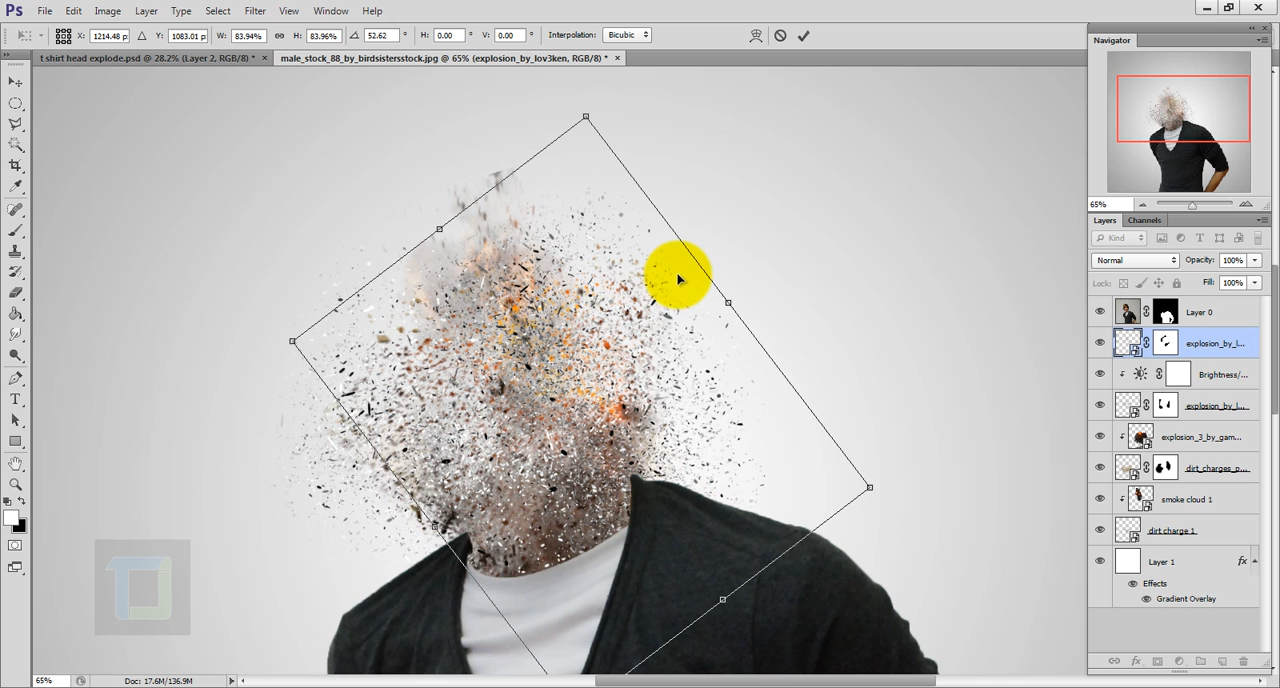 Ps File Edit Image Layer Type Select Filter View Window Help
X: 1214.48 p: Y: 1083.01 p: W: 83.94% H: 83.96% 52.62 ° H: 0.00 ° V: 0.00 ° Interpolation: Bicubic
t shirt head explode.psd @ 28.2% (Layer 2, RGB/8) * × male_stock_88_by_birdsistersstock.jpg @ 65% (explosion_by_lov3ken, RGB/8) * ×
Navigator
65%
Layers Channels
Kind
Normal Opacity: 100%
Lock: Fill: 100%
Layer 0
explosion_by_l...
Brightness/...
explosion_by_l...
explosion_3_by_gam...
dirt_charges_p...
smoke cloud 1
dirt charge 1
Layer 1 fx
Effects
Gradient Overlay
TJ
65% Doc: 17.6M/136.9M